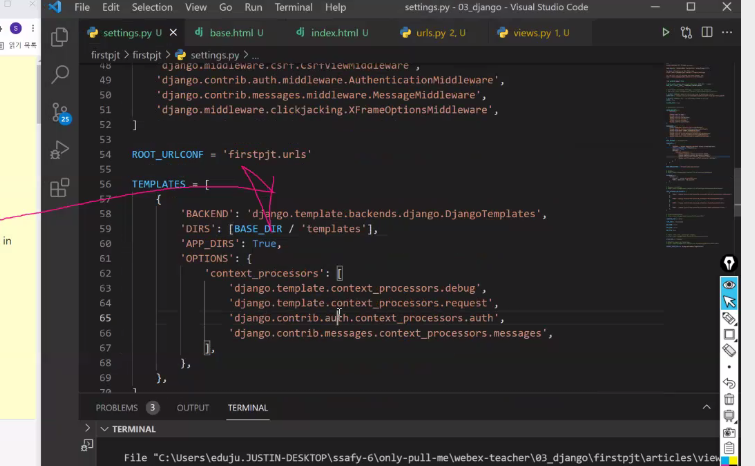 File Edit Selection View Go Run Terminal Help settings.py - 03_django - Visual Studio Code
settings.py U base.html U index.html U urls.py 2, U views.py 1, U
읽기 목록
firstpjt > firstpjt > settings.py > ...
48 'django.middleware.csrf.CsrfViewMiddleware',
49 'django.contrib.auth.middleware.AuthenticationMiddleware',
50 'django.contrib.messages.middleware.MessageMiddleware',
51 'django.middleware.clickjacking.XFrameOptionsMiddleware',
52 ]
53
54 ROOT_URLCONF = 'firstpjt.urls'
55
56 TEMPLATES = [
57 {
58 'BACKEND': 'django.template.backends.django.DjangoTemplates',
59 'DIRS': [BASE_DIR / 'templates'],
60 'APP_DIRS': True,
61 'OPTIONS': {
62 'context_processors': [
63 'django.template.context_processors.debug',
64 'django.template.context_processors.request',
65 'django.contrib.auth.context_processors.auth',
66 'django.contrib.messages.context_processors.messages',
67 ],
68 },
69 },
70 ]
25
in
PROBLEMS 3 OUTPUT TERMINAL
TERMINAL
File "C:\Users\eduju.JUSTIN-DESKTOP\ssafy-6\only-pull-me\webex-teacher\03_django\firstpjt\articles\view